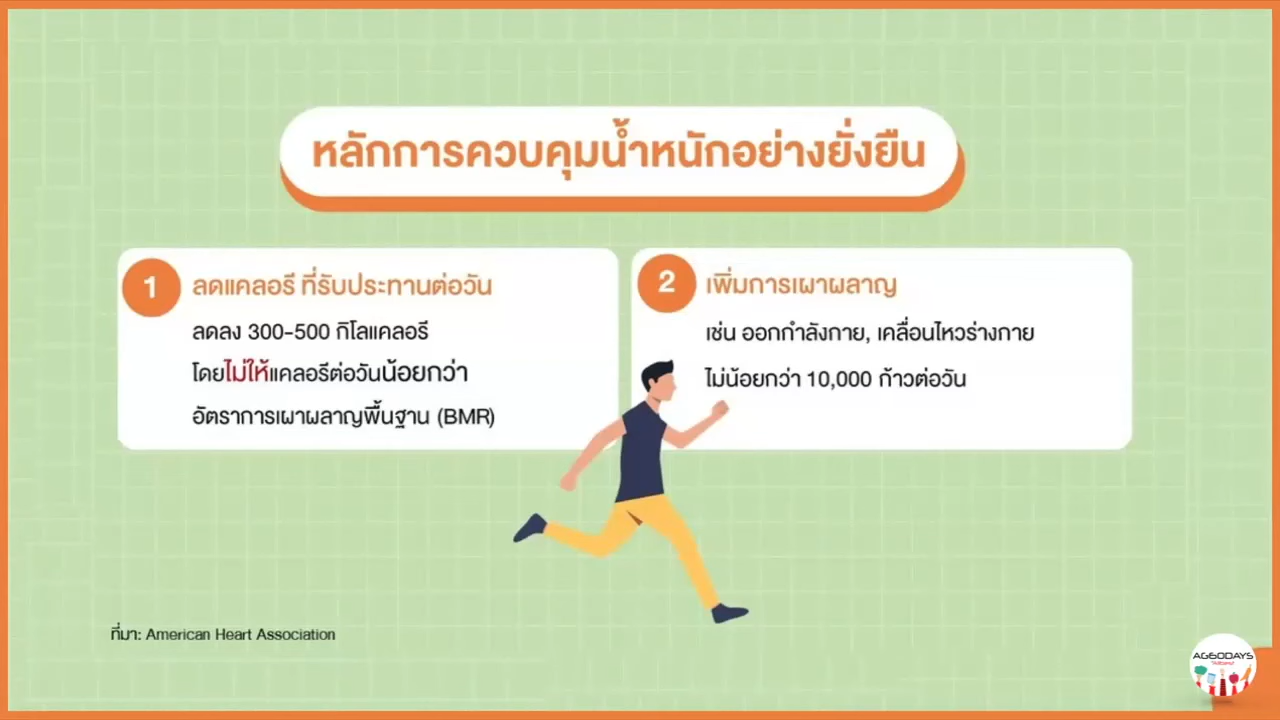 หลักการควบคุมน้ำหนักอย่างยั่งยืน
1 ลดแคลอรี ที่รับประทานต่อวัน
ลดลง 300-500 กิโลแคลอรี
โดยไม่ให้แคลอรีต่อวันน้อยกว่า
อัตราการเผาผลาญพื้นฐาน (BMR)
2 เพิ่มการเผาผลาญ
เช่น ออกกำลังกาย, เคลื่อนไหวร่างกาย
ไม่น้อยกว่า 10,000 ก้าวต่อวัน
ที่มา: American Heart Association
AG60DAYS